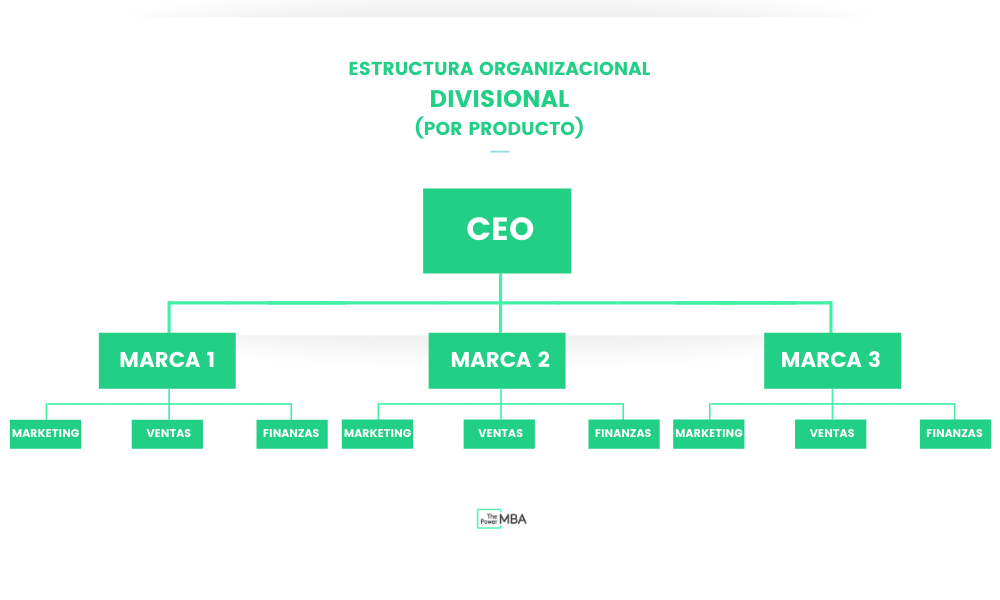 ESTRUCTURA ORGANIZACIONAL
DIVISIONAL
(POR PRODUCTO)
CEO
MARCA 1
MARCA 2
MARCA 3
MARKETING
VENTAS
FINANZAS
MARKETING
VENTAS
FINANZAS
MARKETING
VENTAS
FINANZAS
The
Power MBA